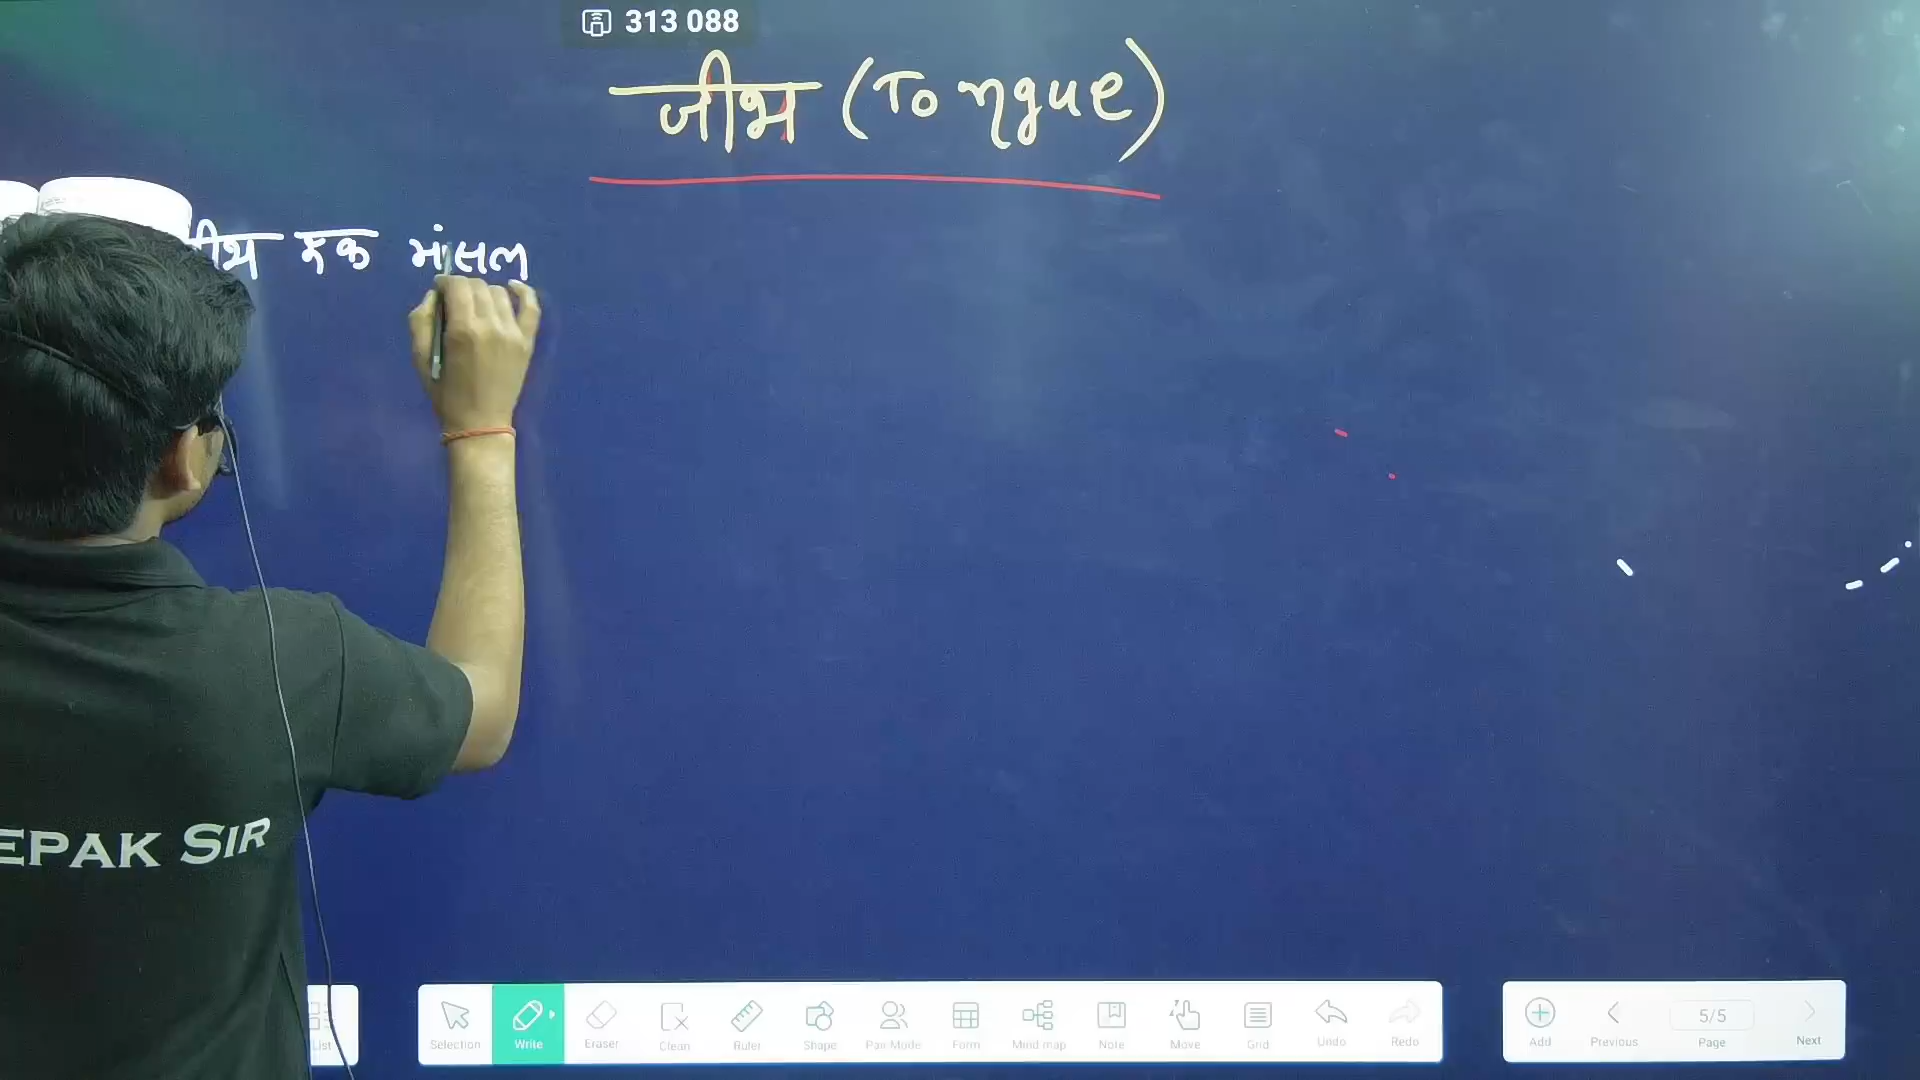 313 088
जीभ (Tongue)
जीभ एक मांसल
EPAK SIR
List
Selection Write Eraser Clean Ruler Shape Pair Mode Form Mind map Note Move Grid Undo Redo
Add Previous 5/5 Page Next